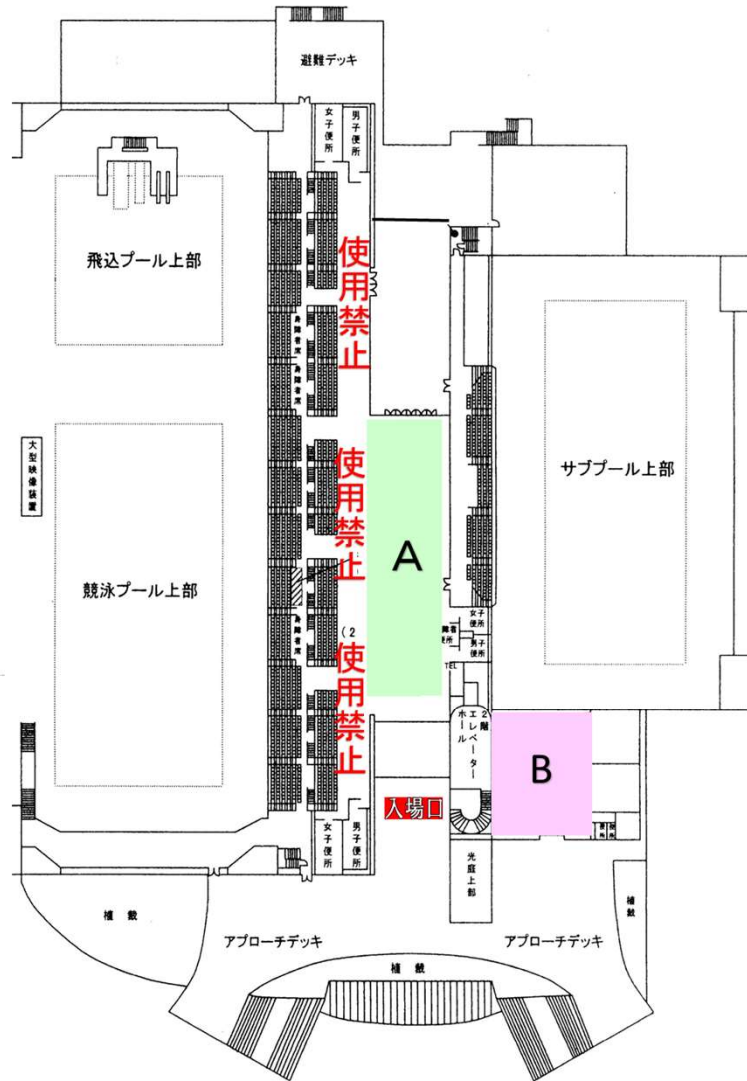 避難デッキ
女子便所
男子便所
飛込プール上部
使用禁止
身障者席
身障者席
大型映像装置
使用禁止
A
サブプール上部
競泳プール上部
身障者席
(2
使用禁止
女子便所
男子便所
TEL
2階
エレベーター
ホール
B
入場口
女子便所
男子便所
光庭上部
植栽
植栽
アプローチデッキ
アプローチデッキ
植栽